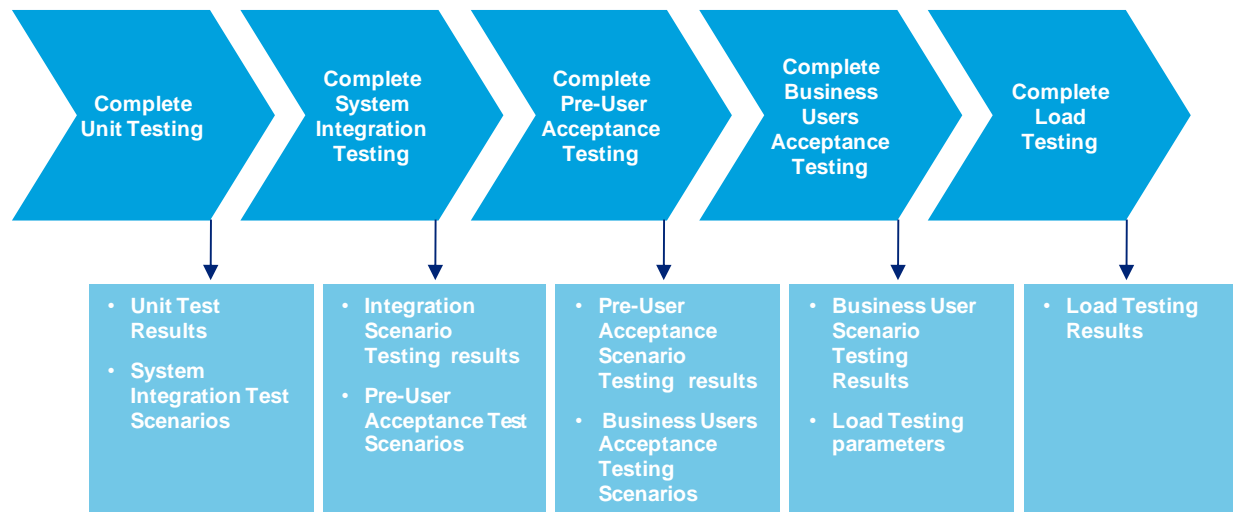 Complete
Unit Testing
Complete
System
Integration
Testing
Complete
Pre-User
Acceptance
Testing
Complete
Business
Users
Acceptance
Testing
Complete
Load
Testing
• Unit Test
Results
• System
Integration Test
Scenarios
• Integration
Scenario
Testing results
• Pre-User
Acceptance Test
Scenarios
• Pre-User
Acceptance
Scenario
Testing results
• Business Users
Acceptance
Testing
Scenarios
• Business User
Scenario
Testing
Results
• Load Testing
parameters
• Load Testing
Results